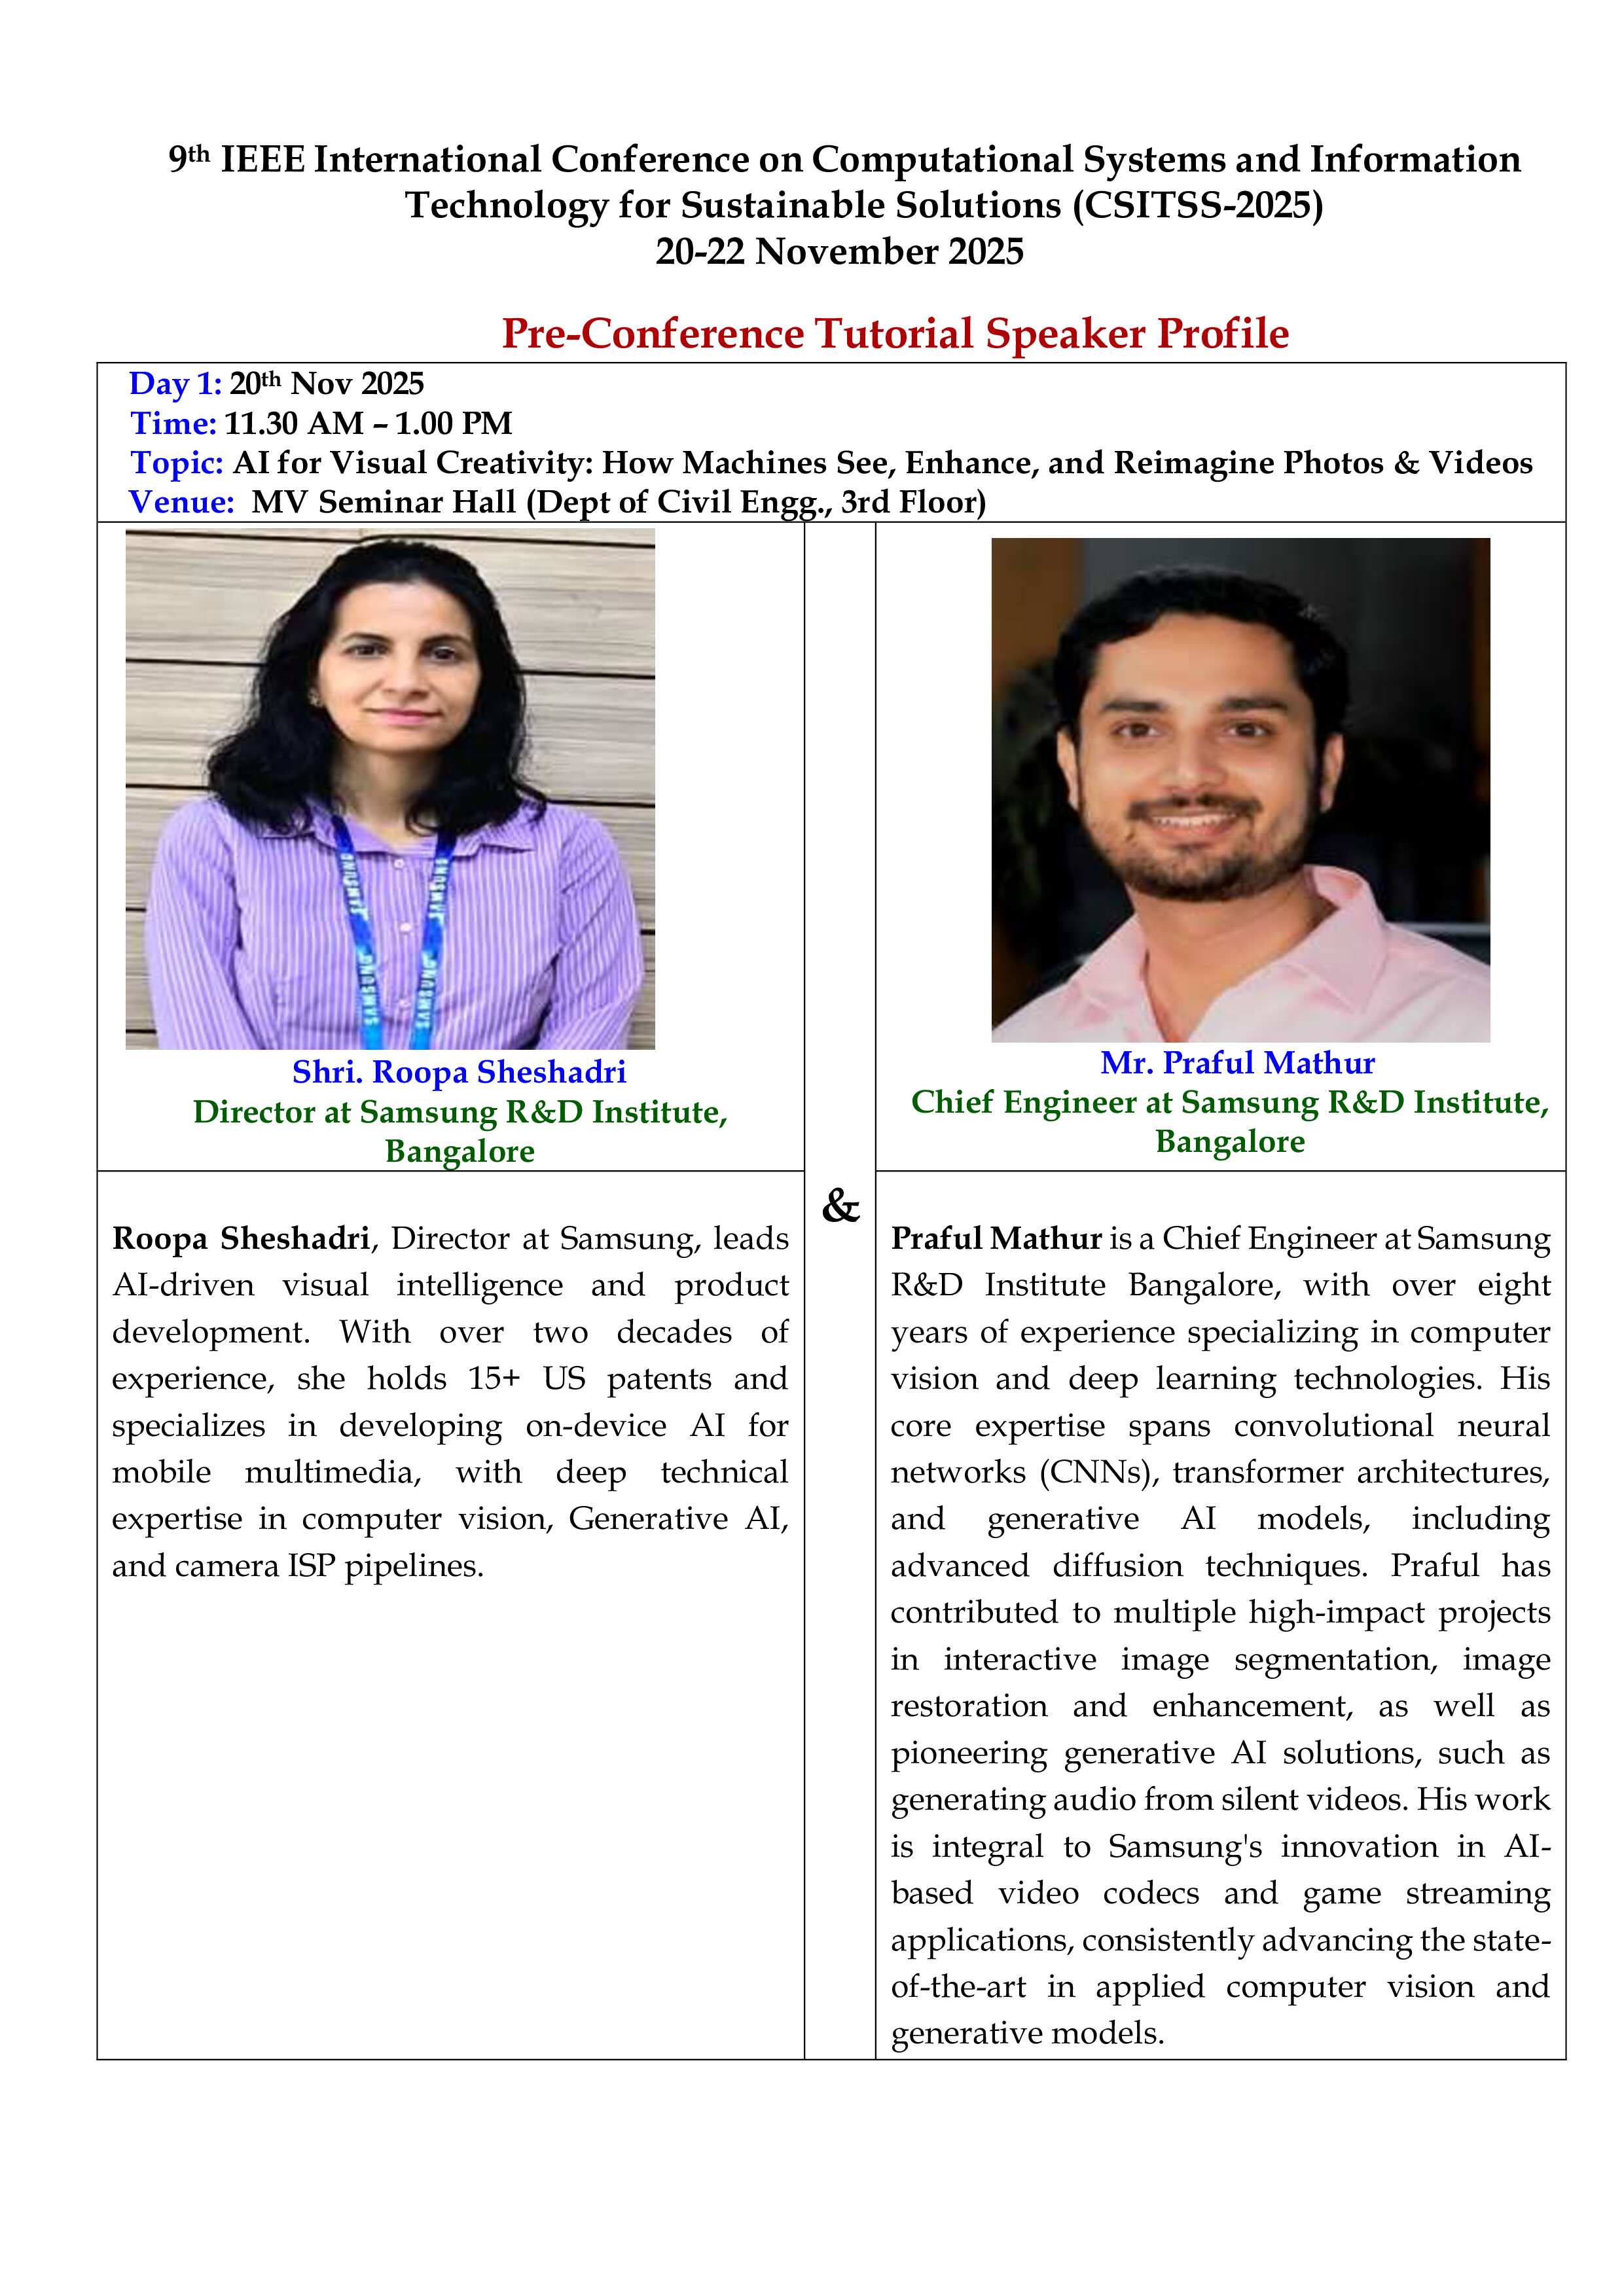 9th IEEE International Conference on Computational Systems and Information
Technology for Sustainable Solutions (CSITSS-2025)
20-22 November 2025
Pre-Conference Tutorial Speaker Profile
Day 1: 20th Nov 2025
Time: 11.30 AM – 1.00 PM
Topic: AI for Visual Creativity: How Machines See, Enhance, and Reimagine Photos & Videos
Venue: MV Seminar Hall (Dept of Civil Engg., 3rd Floor)
SAMSUNG
SAMSUNG
SAMSUNG
SAMSUNG
Shri. Roopa Sheshadri
Director at Samsung R&D Institute,
Bangalore
Roopa Sheshadri, Director at Samsung, leads
AI-driven visual intelligence and product
development. With over two decades of
experience, she holds 15+ US patents and
specializes in developing on-device AI for
mobile multimedia, with deep technical
expertise in computer vision, Generative AI,
and camera ISP pipelines.
&
Mr. Praful Mathur
Chief Engineer at Samsung R&D Institute,
Bangalore
Praful Mathur is a Chief Engineer at Samsung
R&D Institute Bangalore, with over eight
years of experience specializing in computer
vision and deep learning technologies. His
core expertise spans convolutional neural
networks (CNNs), transformer architectures,
and generative AI models, including
advanced diffusion techniques. Praful has
contributed to multiple high-impact projects
in interactive image segmentation, image
restoration and enhancement, as well as
pioneering generative AI solutions, such as
generating audio from silent videos. His work
is integral to Samsung's innovation in AI-
based video codecs and game streaming
applications, consistently advancing the state-
of-the-art in applied computer vision and
generative models.